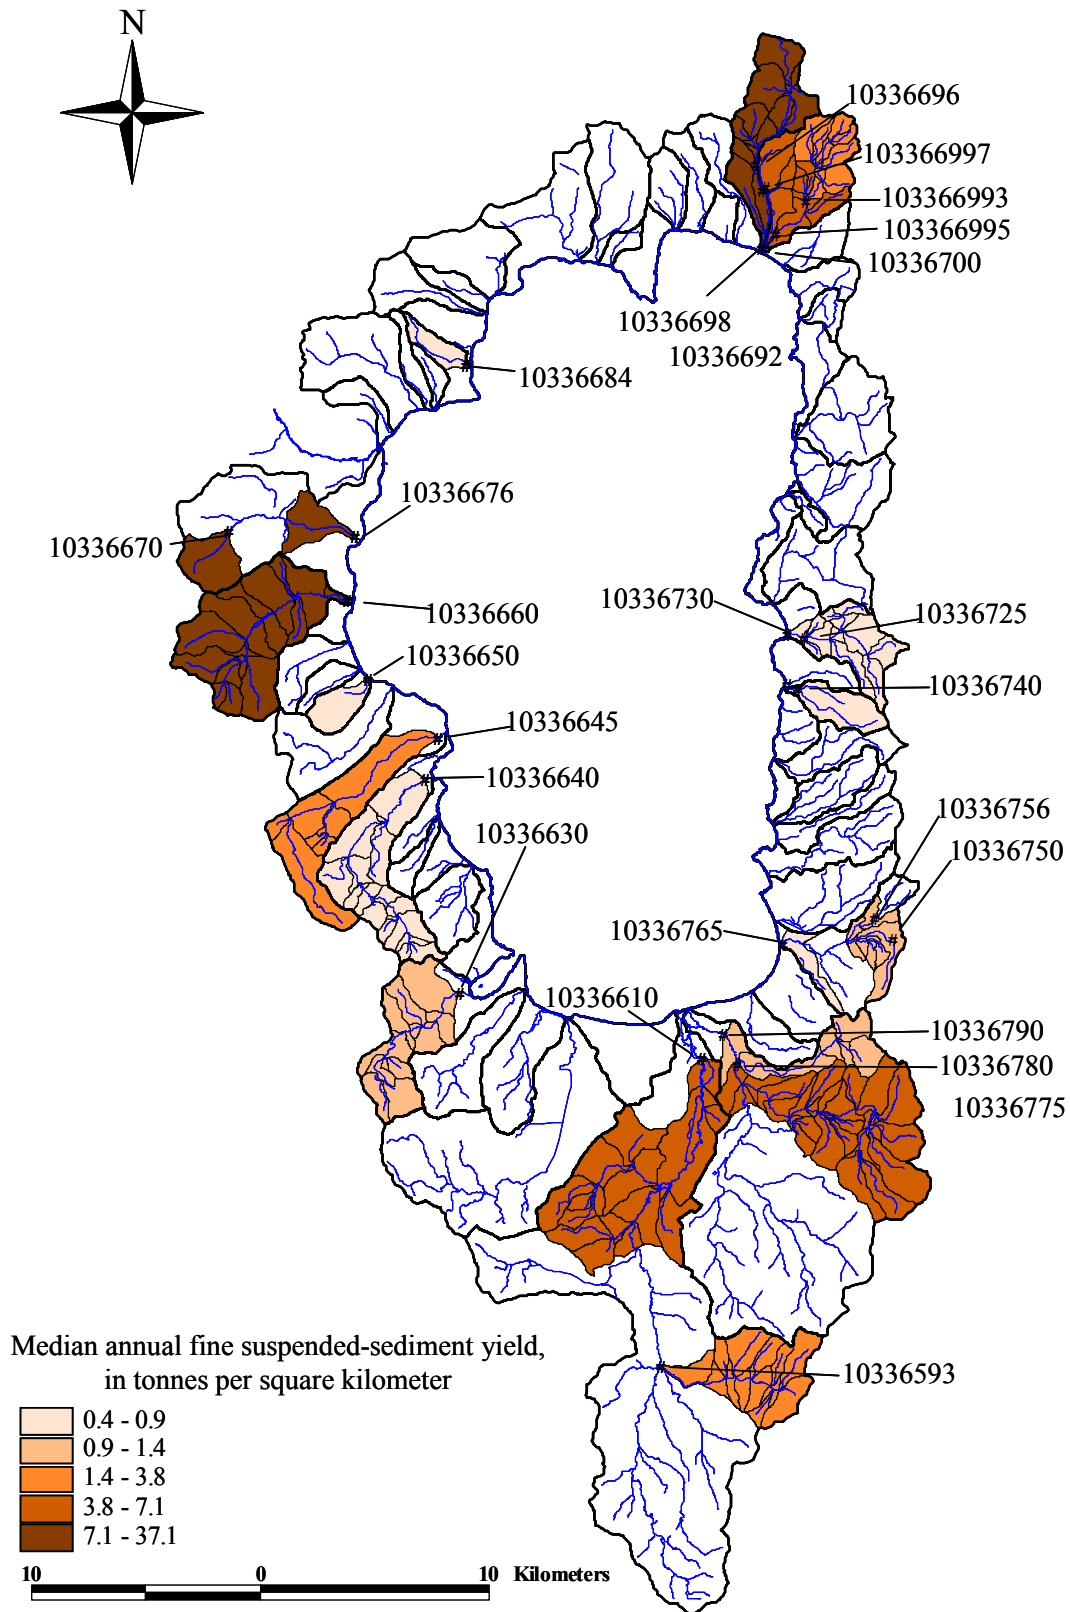 N
10336696
103366997
103366993
103366995
10336700
10336698
10336692
10336684
10336676
10336670
10336660
10336730
10336725
10336650
10336740
10336645
10336640
10336630
10336756
10336750
10336765
10336610
10336790
10336780
10336775
10336593
Median annual fine suspended-sediment yield,
in tonnes per square kilometer
0.4 - 0.9
0.9 - 1.4
1.4 - 3.8
3.8 - 7.1
7.1 - 37.1
10 0 10 Kilometers